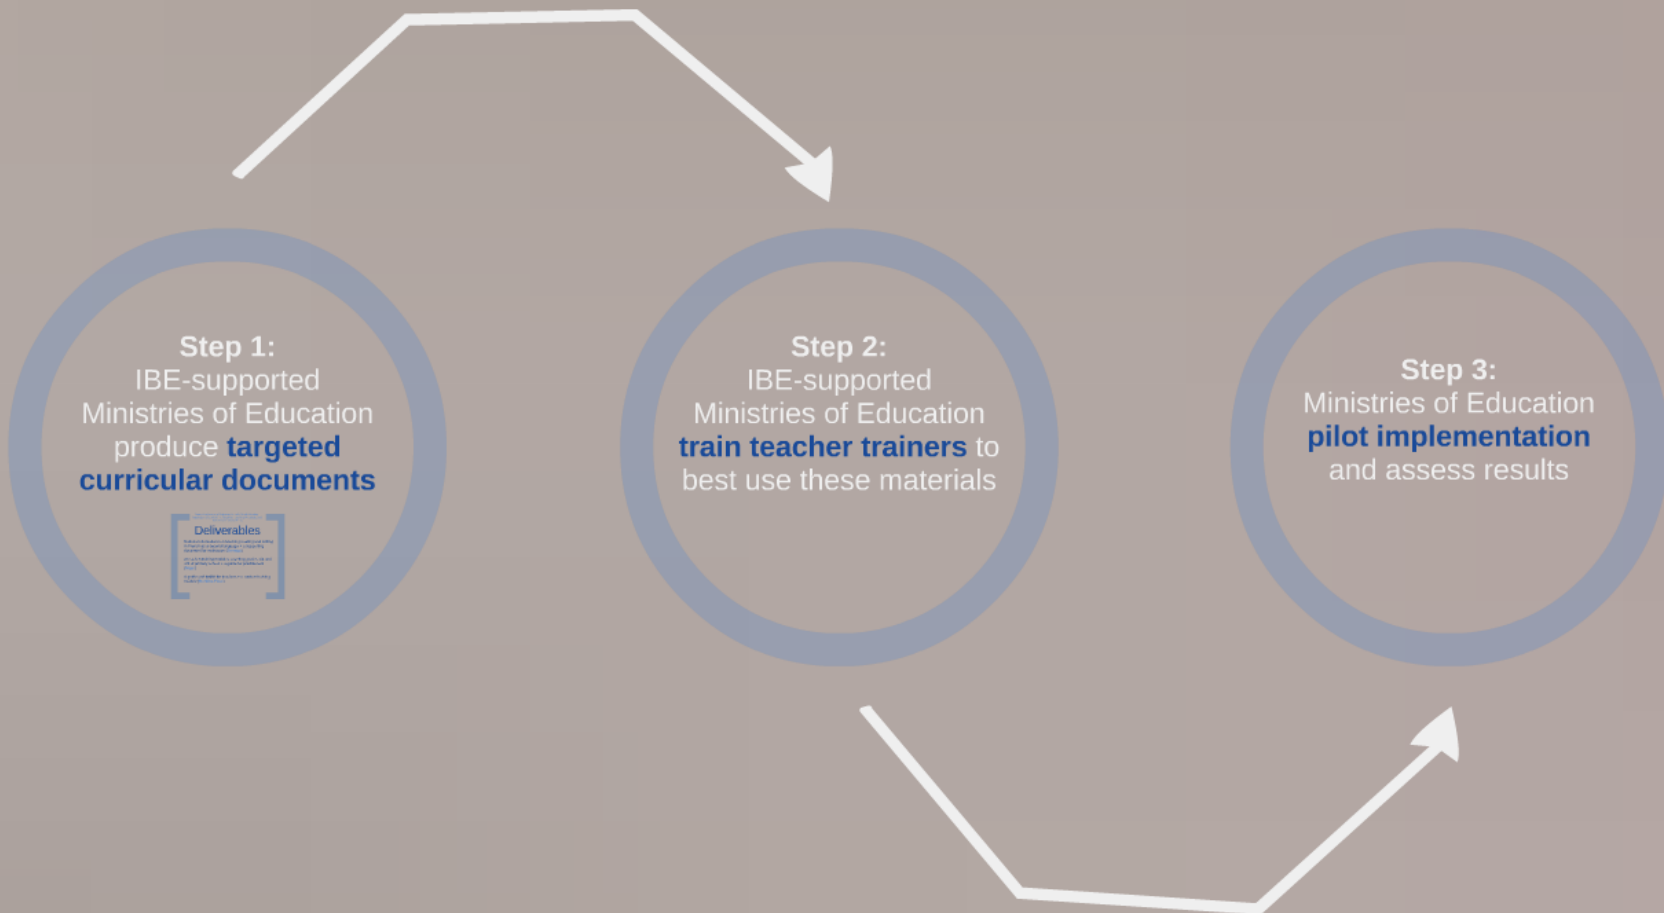 Step 1:
IBE-supported
Ministries of Education
produce targeted
curricular documents
Deliverables
Step 2:
IBE-supported
Ministries of Education
train teacher trainers to
best use these materials
Step 3:
Ministries of Education
pilot implementation
and assess results